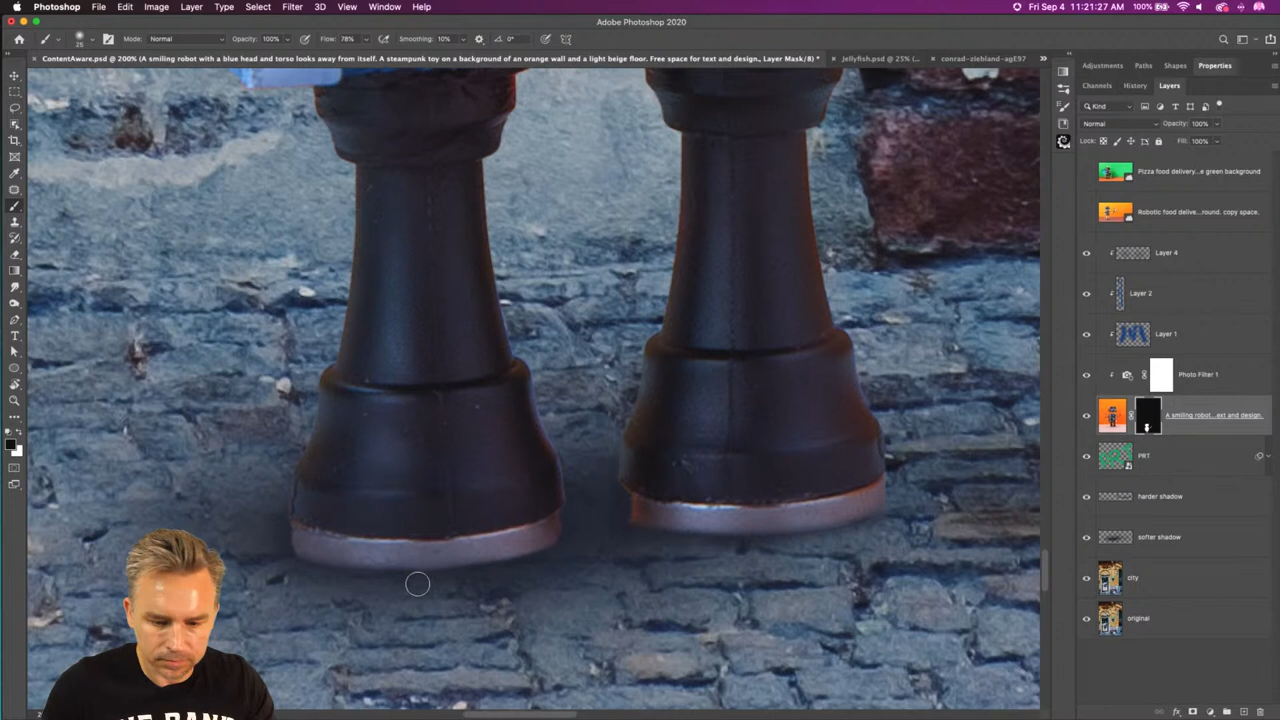 Photoshop File Edit Image Layer Type Select Filter 3D View Window Help
100% Fri Sep 4 11:21:27 AM
Adobe Photoshop 2020
25 Mode: Normal Opacity: 100% Flow: 78% Smoothing: 10% 0°
ContentAware.psd @ 200% (A smiling robot with a blue head and torso looks away from itself. A steampunk toy on a background of an orange wall and a light beige floor. Free space for text and design., Layer Mask/8) *
Jellyfish.psd @ 25% (...
conrad-ziebland-agE97
Adjustments Paths Shapes Properties
Channels History Layers
Kind
Normal Opacity: 100%
Lock: Fill: 100%
Pizza food delivery...e green background
Robotic food delive...round. copy space.
Layer 4
Layer 2
Layer 1
Photo Filter 1
A smiling robot...ext and design.
PRT
harder shadow
softer shadow
city
original